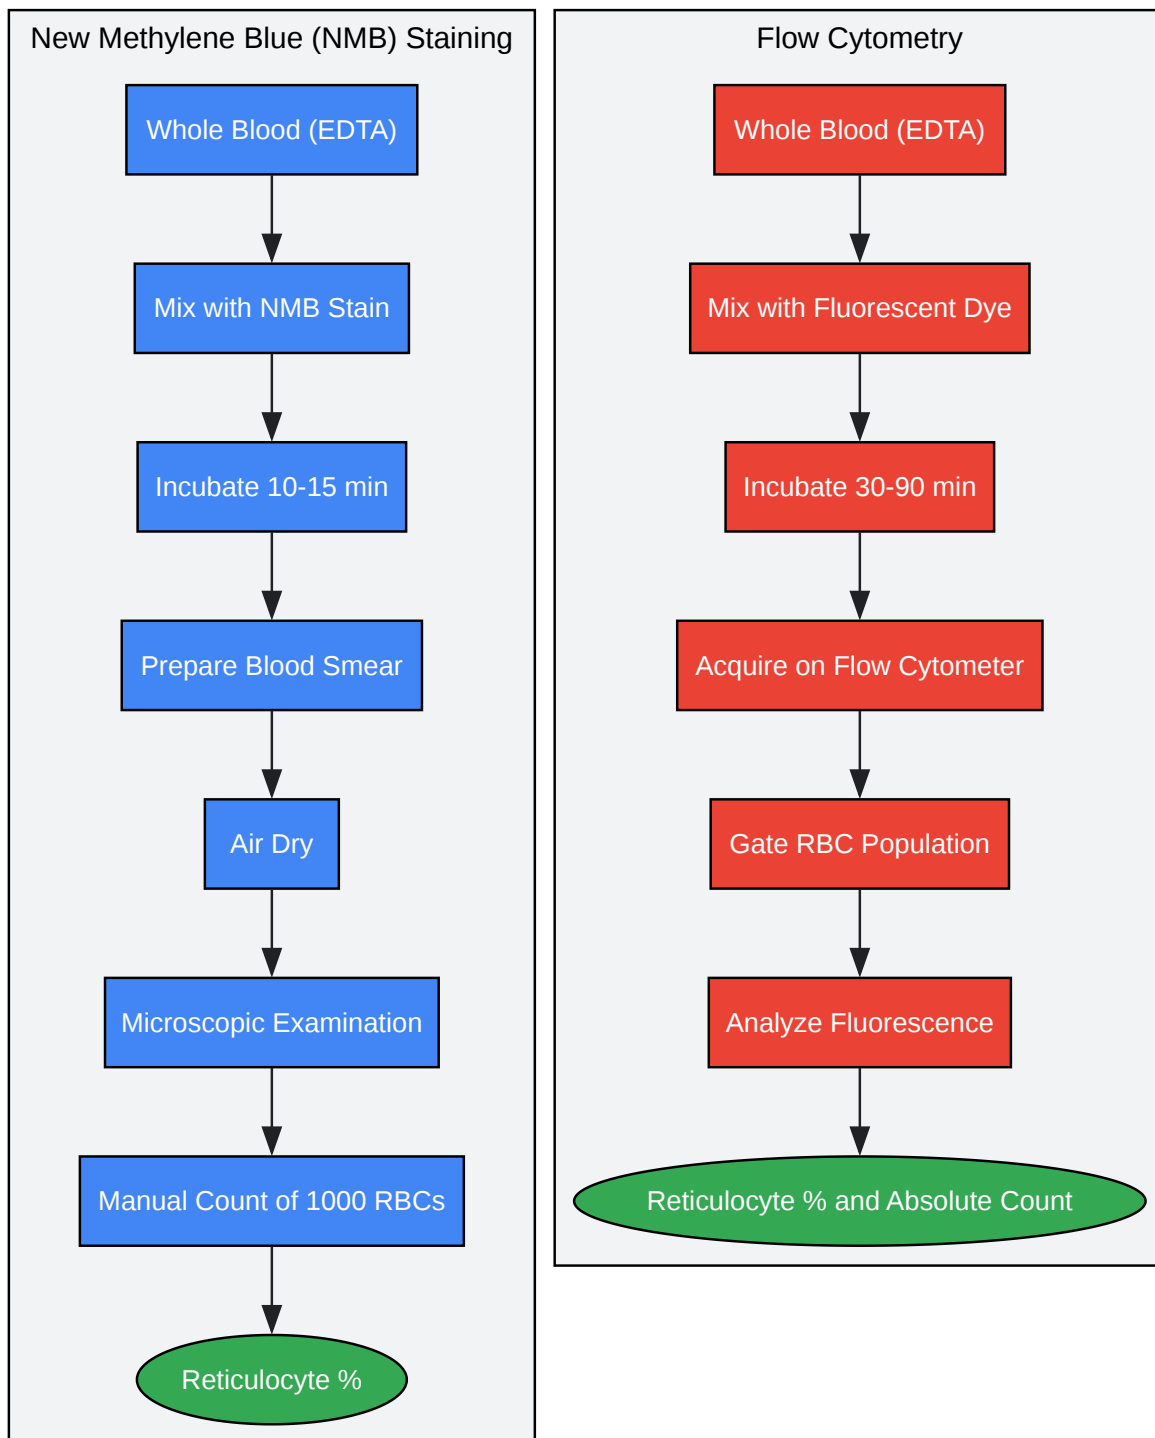 New Methylene Blue (NMB) Staining
Whole Blood (EDTA)
Mix with NMB Stain
Incubate 10-15 min
Prepare Blood Smear
Air Dry
Microscopic Examination
Manual Count of 1000 RBCs
Reticulocyte %
Flow Cytometry
Whole Blood (EDTA)
Mix with Fluorescent Dye
Incubate 30-90 min
Acquire on Flow Cytometer
Gate RBC Population
Analyze Fluorescence
Reticulocyte % and Absolute Count